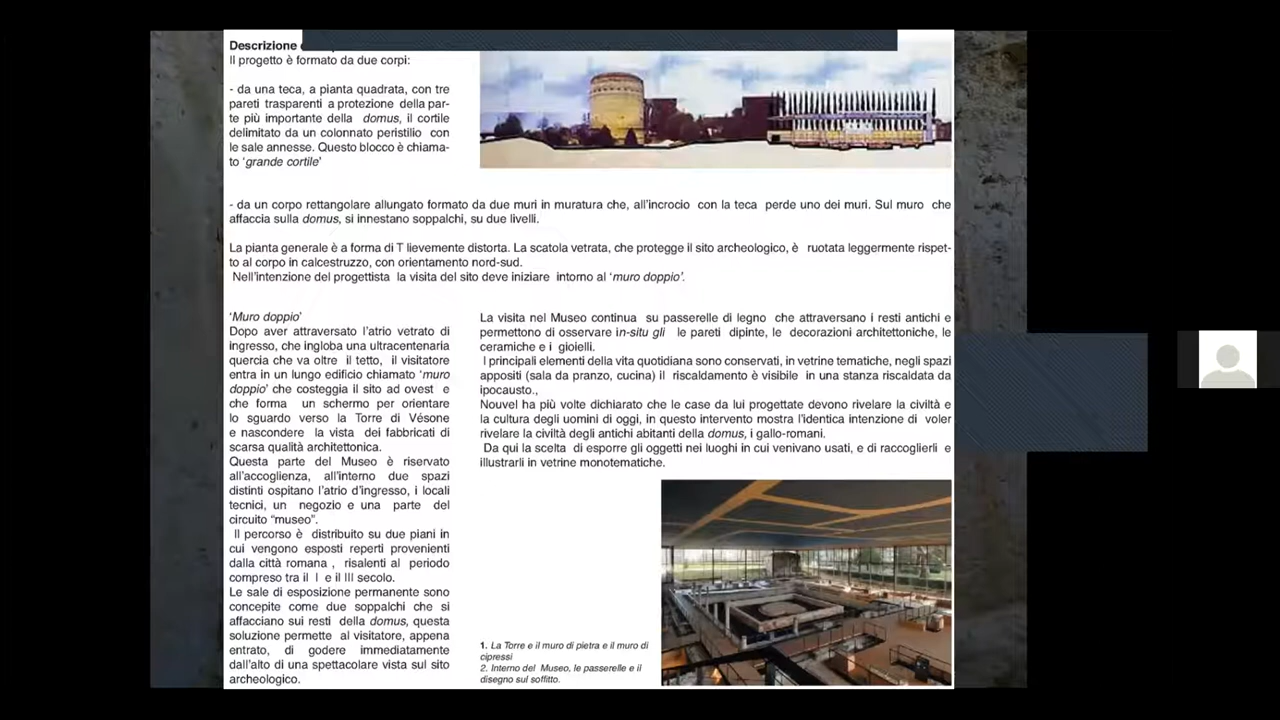 Descrizione
Il progetto è formato da due corpi:
- da una teca, a pianta quadrata, con tre
pareti trasparenti a protezione della par-
te più importante della domus, il cortile
delimitato da un colonnato peristilio con
le sale annesse. Questo blocco è chiama-
to ‘grande cortile’
- da un corpo rettangolare allungato formato da due muri in muratura che, all’incrocio con la teca perde uno dei muri. Sul muro che
affaccia sulla domus, si innestano soppalchi, su due livelli.
La pianta generale è a forma di T lievemente distorta. La scatola vetrata, che protegge il sito archeologico, è ruotata leggermente rispet-
to al corpo in calcestruzzo, con orientamento nord-sud.
Nell’intenzione del progettista la visita del sito deve iniziare intorno al ‘muro doppio’.
‘Muro doppio’
Dopo aver attraversato l’atrio vetrato di
ingresso, che ingloba una ultracentenaria
quercia che va oltre il tetto, il visitatore
entra in un lungo edificio chiamato ‘muro
doppio’ che costeggia il sito ad ovest e
che forma un schermo per orientare
lo sguardo verso la Torre di Vésone
e nascondere la vista dei fabbricati di
scarsa qualità architettonica.
Questa parte del Museo è riservato
all’accoglienza, all’interno due spazi
distinti ospitano l’atrio d’ingresso, i locali
tecnici, un negozio e una parte del
circuito “museo”.
Il percorso è distribuito su due piani in
cui vengono esposti reperti provenienti
dalla città romana , risalenti al periodo
compreso tra il I e il III secolo.
Le sale di esposizione permanente sono
concepite come due soppalchi che si
affacciano sui resti della domus, questa
soluzione permette al visitatore, appena
entrato, di godere immediatamente
dall’alto di una spettacolare vista sul sito
archeologico.
La visita nel Museo continua su passerelle di legno che attraversano i resti antichi e
permettono di osservare in-situ gli le pareti dipinte, le decorazioni architettoniche, le
ceramiche e i gioielli.
I principali elementi della vita quotidiana sono conservati, in vetrine tematiche, negli spazi
appositi (sala da pranzo, cucina) il riscaldamento è visibile in una stanza riscaldata da
ipocausto.,
Nouvel ha più volte dichiarato che le case da lui progettate devono rivelare la civiltà e
la cultura degli uomini di oggi, in questo intervento mostra l’identica intenzione di voler
rivelare la civiltà degli antichi abitanti della domus, i gallo-romani.
Da qui la scelta di esporre gli oggetti nei luoghi in cui venivano usati, e di raccoglierli e
illustrarli in vetrine monotematiche.
1. La Torre e il muro di pietra e il muro di
cipressi
2. Interno del Museo, le passerelle e il
disegno sul soffitto.